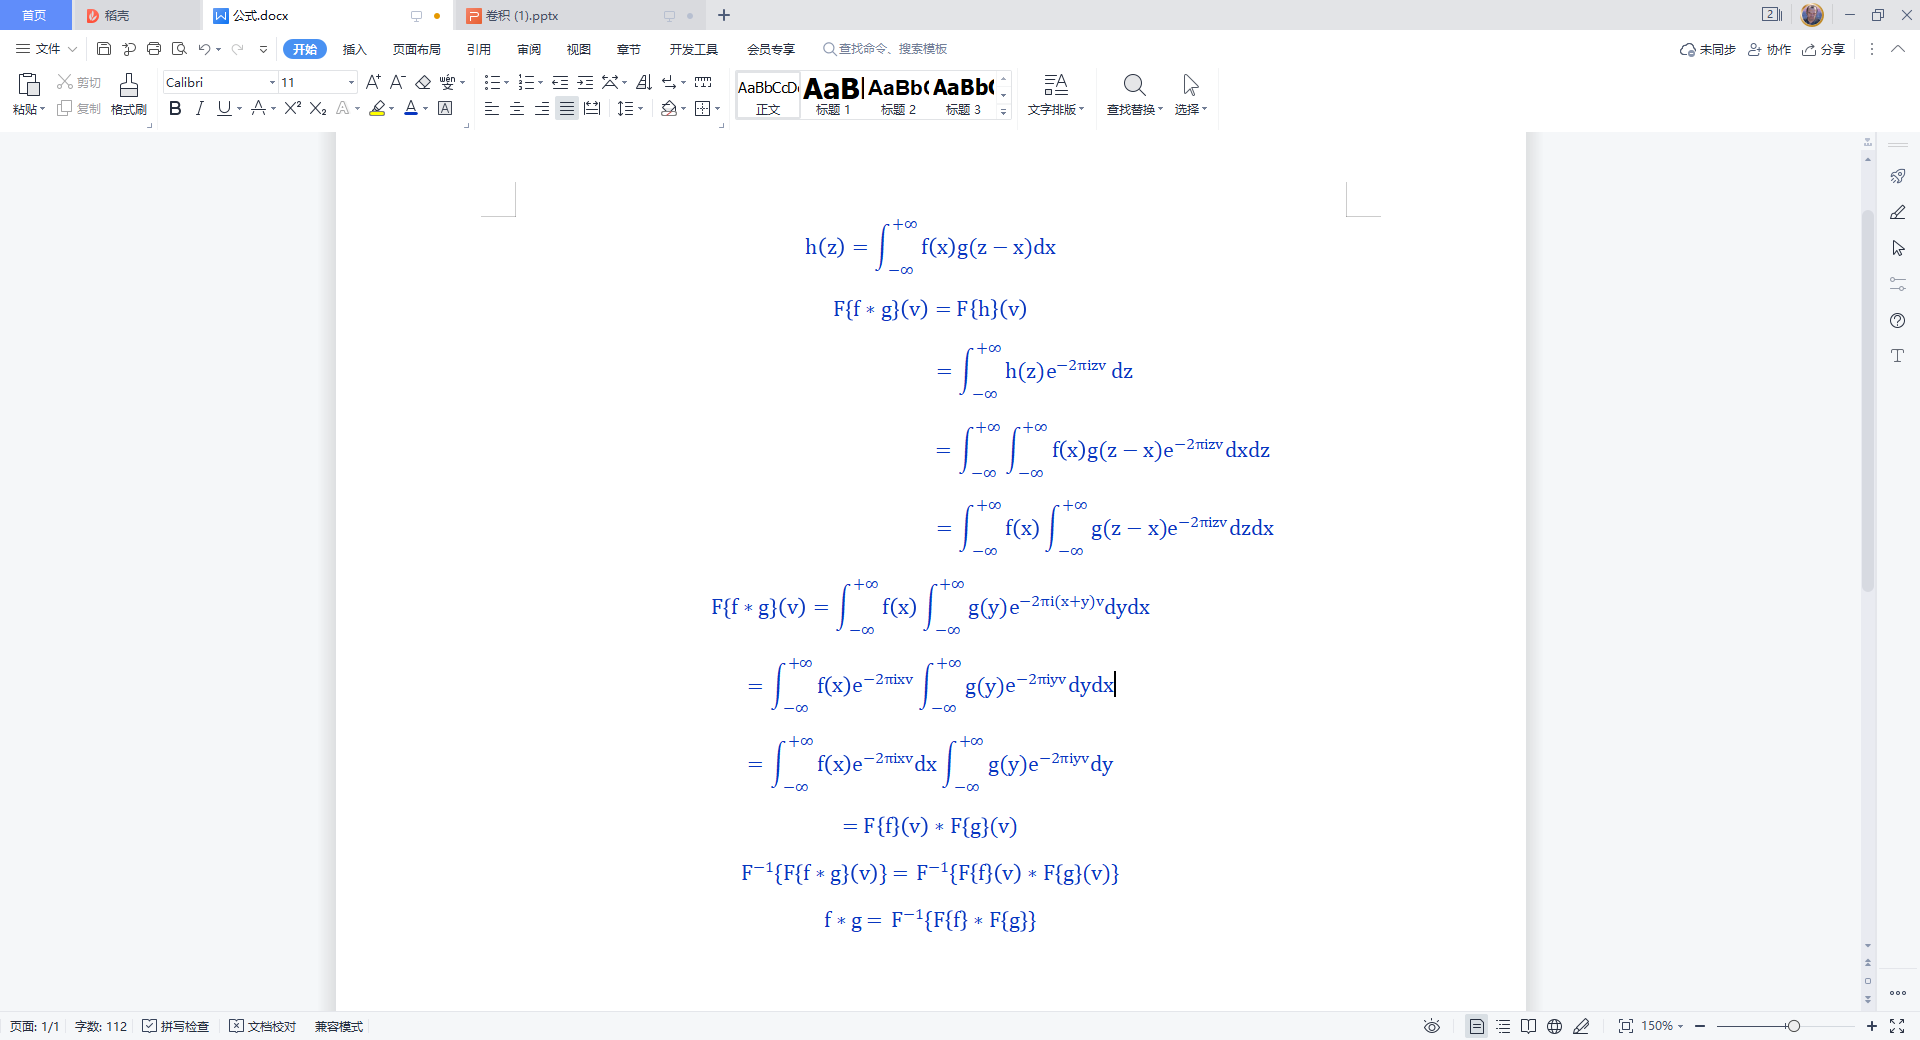 首页 稻壳 公式.docx 卷积 (1).pptx 2
文件 开始 插入 页面布局 引用 审阅 视图 章节 开发工具 会员专享 查找命令、搜索模板 未同步 协作 分享
粘贴 剪切 复制 格式刷 Calibri 11 AaBbCcD 正文 AaB 标题 1 AaBb 标题 2 AaBb 标题 3 文字排版 查找替换 选择
h(z) = ∫_{−∞}^{+∞} f(x)g(z − x)dx
F{f ∗ g}(v) = F{h}(v)
= ∫_{−∞}^{+∞} h(z)e^{−2πizv} dz
= ∫_{−∞}^{+∞} ∫_{−∞}^{+∞} f(x)g(z − x)e^{−2πizv}dxdz
= ∫_{−∞}^{+∞} f(x) ∫_{−∞}^{+∞} g(z − x)e^{−2πizv}dzdx
F{f ∗ g}(v) = ∫_{−∞}^{+∞} f(x) ∫_{−∞}^{+∞} g(y)e^{−2πi(x+y)v}dydx
= ∫_{−∞}^{+∞} f(x)e^{−2πixv} ∫_{−∞}^{+∞} g(y)e^{−2πiyv}dydx
= ∫_{−∞}^{+∞} f(x)e^{−2πixv}dx ∫_{−∞}^{+∞} g(y)e^{−2πiyv}dy
= F{f}(v) ∗ F{g}(v)
F^{−1}{F{f ∗ g}(v)} = F^{−1}{F{f}(v) ∗ F{g}(v)}
f ∗ g = F^{−1}{F{f} ∗ F{g}}
页面: 1/1 字数: 112 拼写检查 文档校对 兼容模式 150%